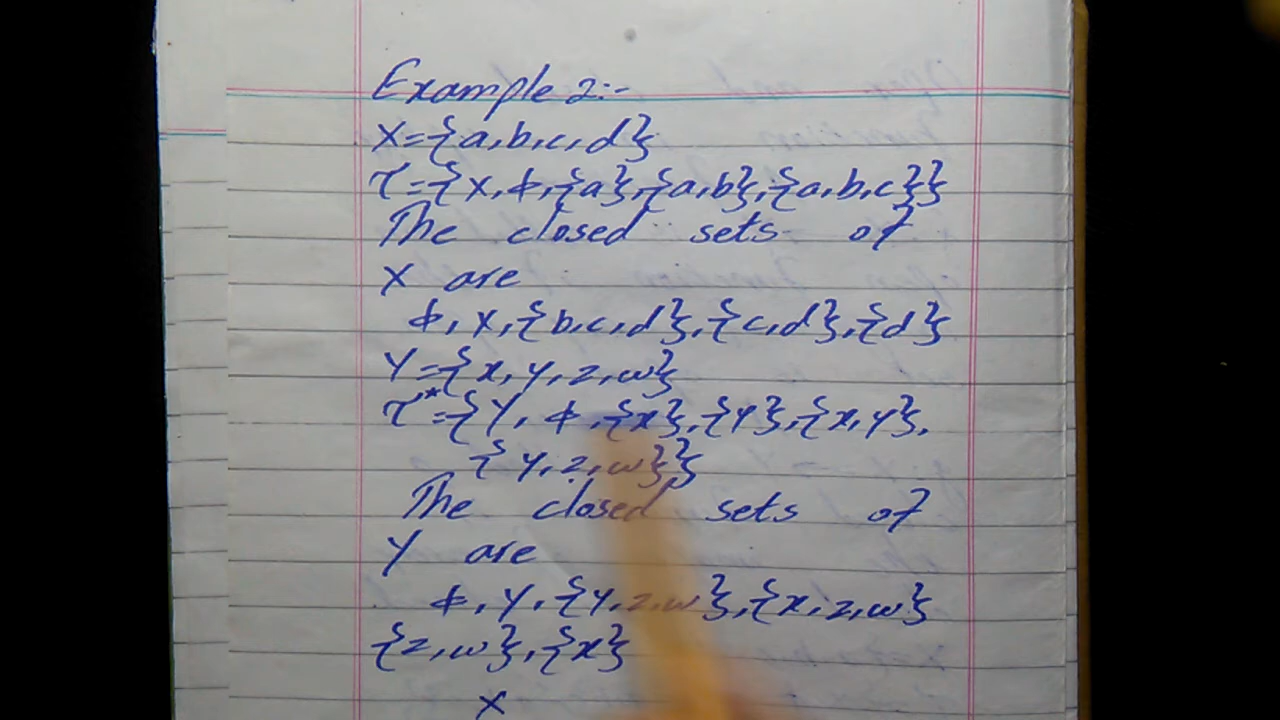 Example 2:-
X={a,b,c,d}
τ={X,ϕ,{a},{a,b},{a,b,c}}
The closed sets of
X are
ϕ, X,{b,c,d},{c,d},{d}
Y={x,y,z,w}
τ*={Y, ϕ,{x},{y},{x,y},
{y,z,w}}
The closed sets of
Y are
ϕ, Y,{y,z,w},{x,z,w}
{z,w},{x}
X